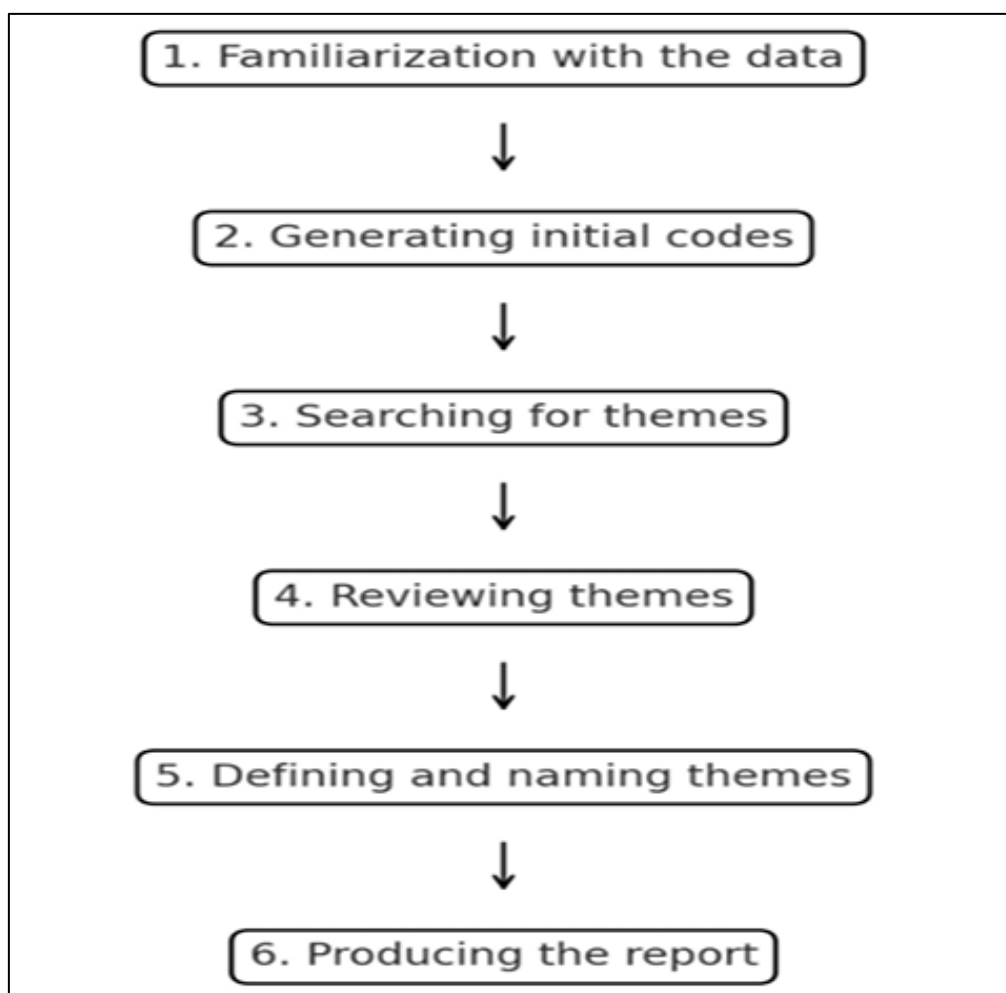 1. Familiarization with the data
↓
2. Generating initial codes
↓
3. Searching for themes
↓
4. Reviewing themes
↓
5. Defining and naming themes
↓
6. Producing the report